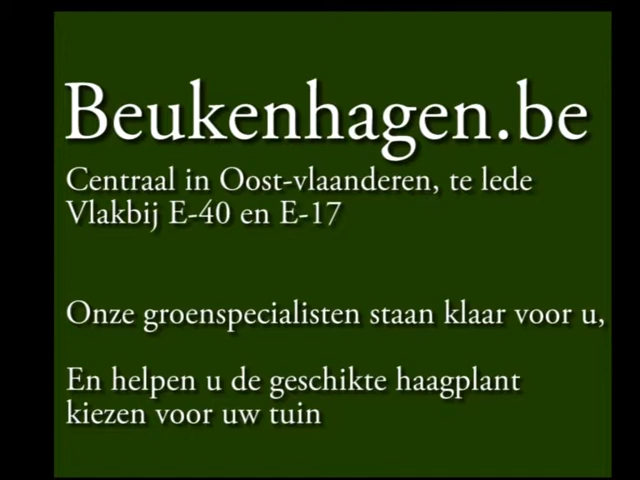 Beukenhagen.be
Centraal in Oost-vlaanderen, te lede
Vlakbij E-40 en E-17
Onze groenspecialisten staan klaar voor u,
En helpen u de geschikte haagplant
kiezen voor uw tuin